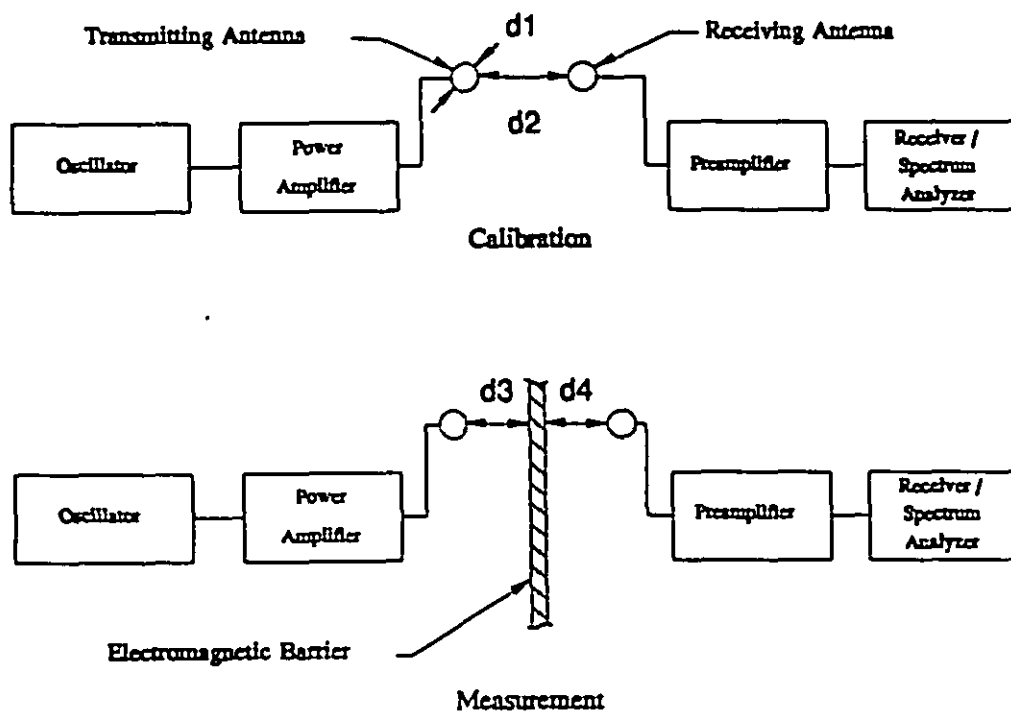 Transmitting Antenna
d1
Receiving Antenna
d2
Oscillator
Power
Amplifier
Preamplifier
Receiver /
Spectrum
Analyzer
Calibration
d3
d4
Oscillator
Power
Amplifier
Preamplifier
Receiver /
Spectrum
Analyzer
Electromagnetic Barrier
Measurement